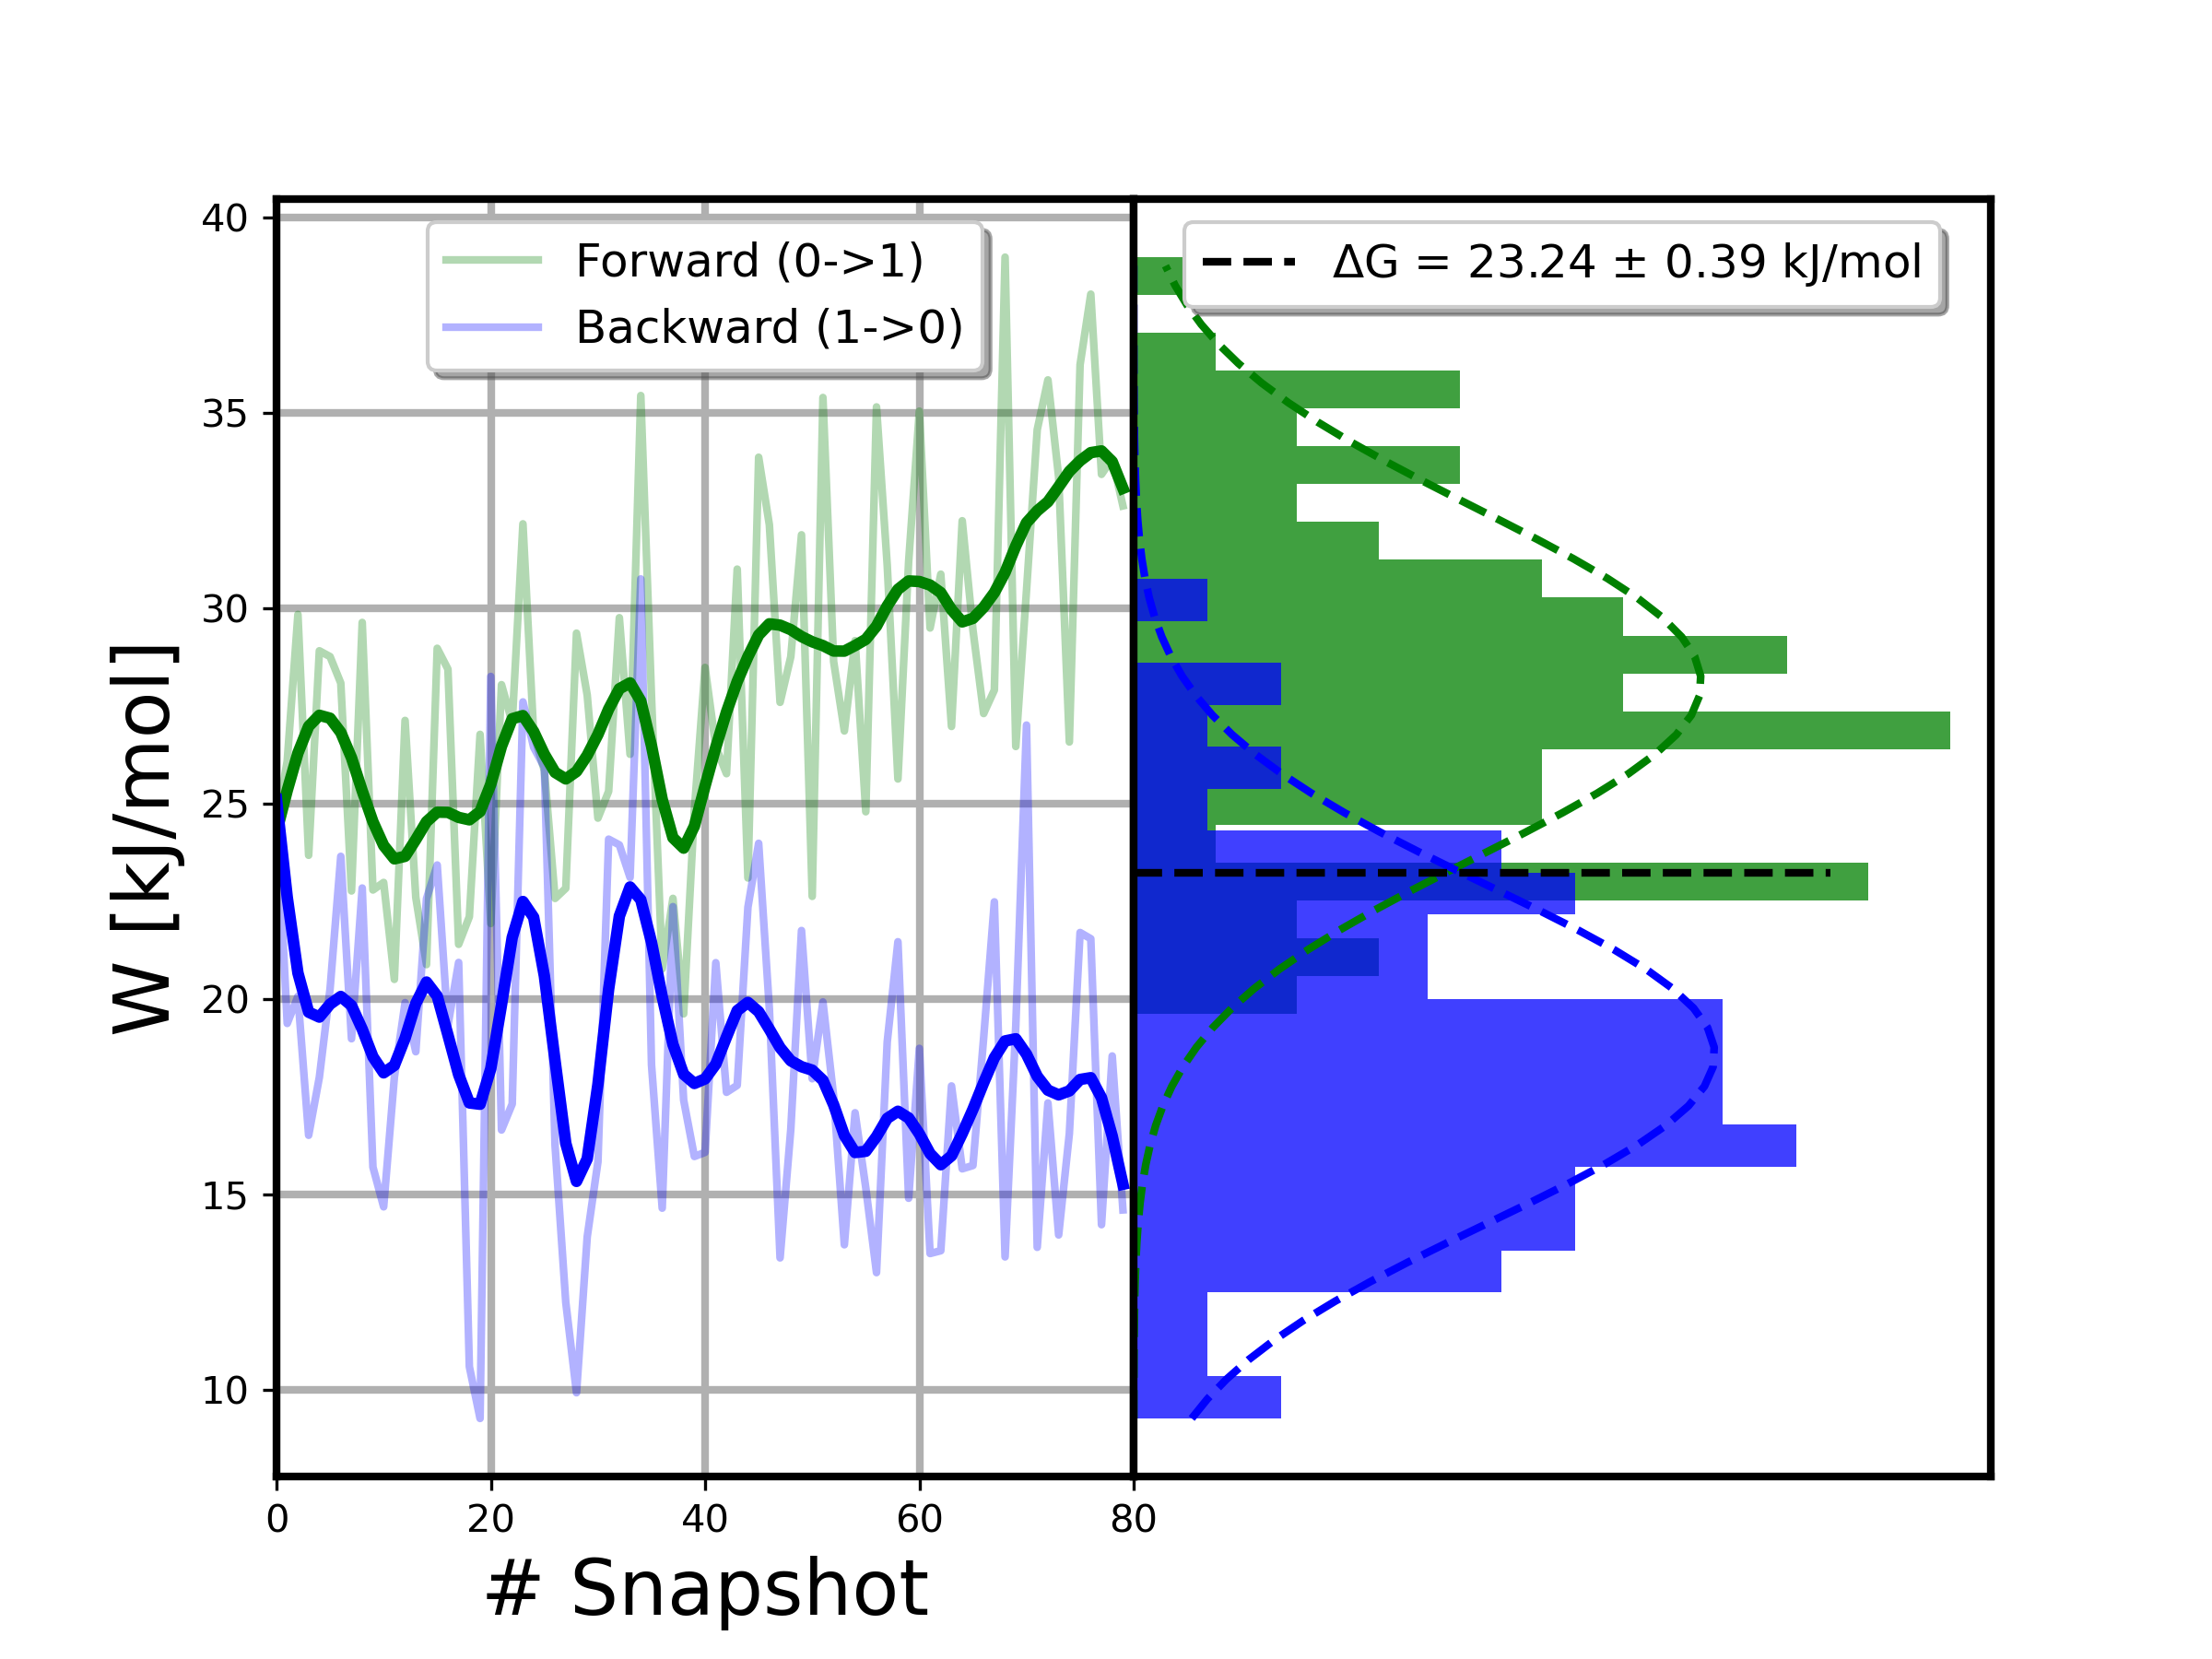 Forward (0->1)
Backward (1->0)
ΔG = 23.24 ± 0.39 kJ/mol
40
35
30
25
20
15
10
W [kJ/mol]
0 20 40 60 80
# Snapshot